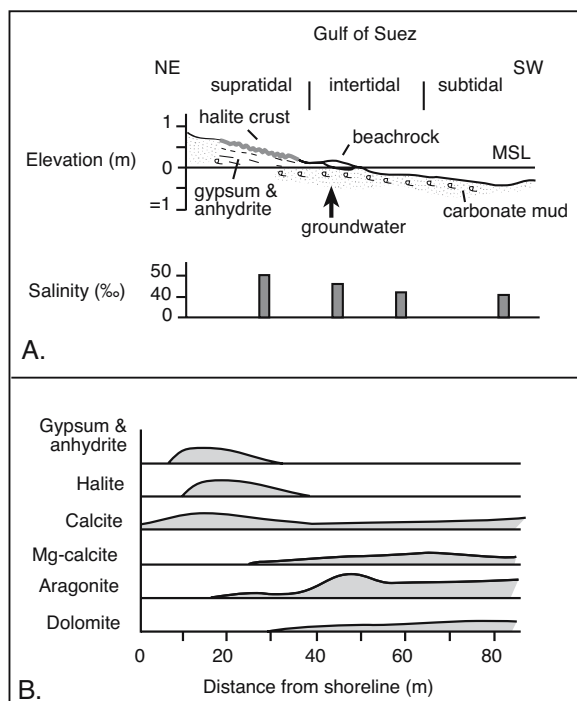 Gulf of Suez
NE
SW
supratidal
intertidal
subtidal
halite crust
beachrock
1
Elevation (m)
0
MSL
gypsum &
anhydrite
=1
groundwater
carbonate mud
50
Salinity (‰)
40
0
A.
Gypsum &
anhydrite
Halite
Calcite
Mg-calcite
Aragonite
Dolomite
0 20 40 60 80
Distance from shoreline (m)
B.